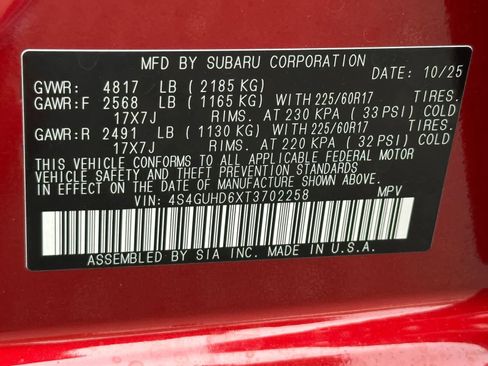 MFD BY SUBARU CORPORATION
DATE: 10/25
GVWR: 4817 LB (2185 KG)
GAWR: F 2568 LB (1165 KG) WITH 225/60R17 TIRES.
17X7J RIMS. AT 230 KPA (33 PSI) COLD
GAWR: R 2491 LB (1130 KG) WITH 225/60R17 TIRES.
17X7J RIMS. AT 220 KPA (32 PSI) COLD
THIS VEHICLE CONFORMS TO ALL APPLICABLE FEDERAL MOTOR
VEHICLE SAFETY AND THEFT PREVENTION STANDARDS
IN EFFECT ON THE DATE OF MANUFACTURE SHOWN ABOVE.
VIN: 4S4GUHD6XT3702258 MPV
ASSEMBLED BY SIA INC. MADE IN U.S.A.